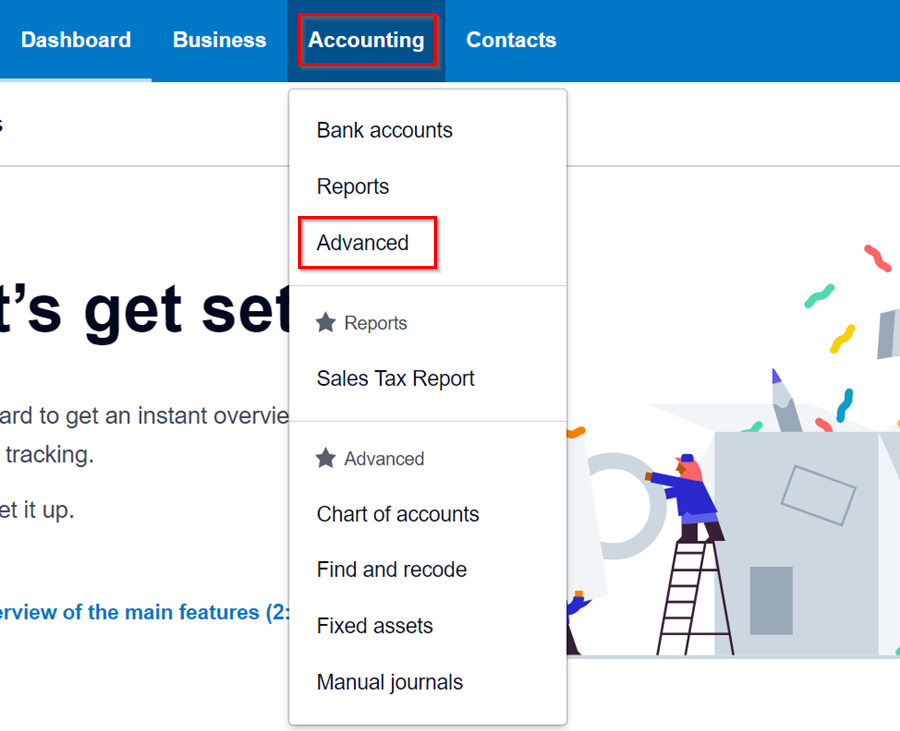 Dashboard Business Accounting Contacts
Bank accounts
Reports
Advanced
t’s get set
Reports
Sales Tax Report
ard to get an instant overvie
tracking.
Advanced
et it up.
Chart of accounts
Find and recode
erview of the main features (2:
Fixed assets
Manual journals